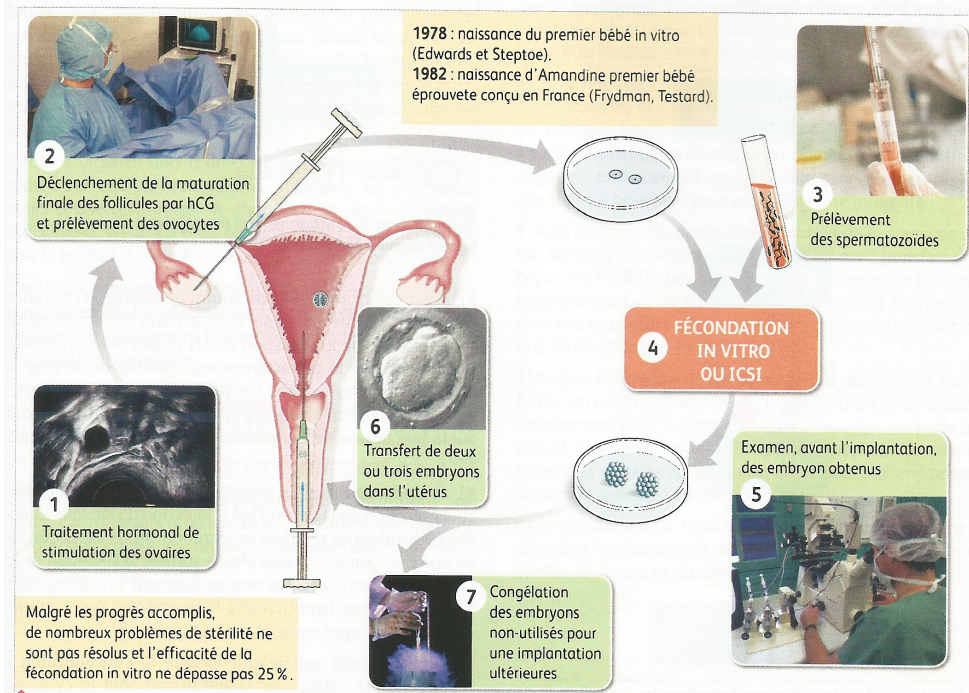 1978 : naissance du premier bébé in vitro
(Edwards et Steptoe).
1982 : naissance d'Amandine premier bébé
éprouvete conçu en France (Frydman, Testard).
2
Déclenchement de la maturation
finale des follicules par hCG
et prélèvement des ovocytes
3
Prélèvement
des spermatozoïdes
4
FÉCONDATION
IN VITRO
OU ICSI
6
Transfert de deux
ou trois embryons
dans l'utérus
Examen, avant l'implantation,
des embryon obtenus
5
1
Traitement hormonal de
stimulation des ovaires
7
Congélation
des embryons
non-utilisés pour
une implantation
ultérieures
Malgré les progrès accomplis,
de nombreux problèmes de stérilité ne
sont pas résolus et l'efficacité de la
fécondation in vitro ne dépasse pas 25 %.